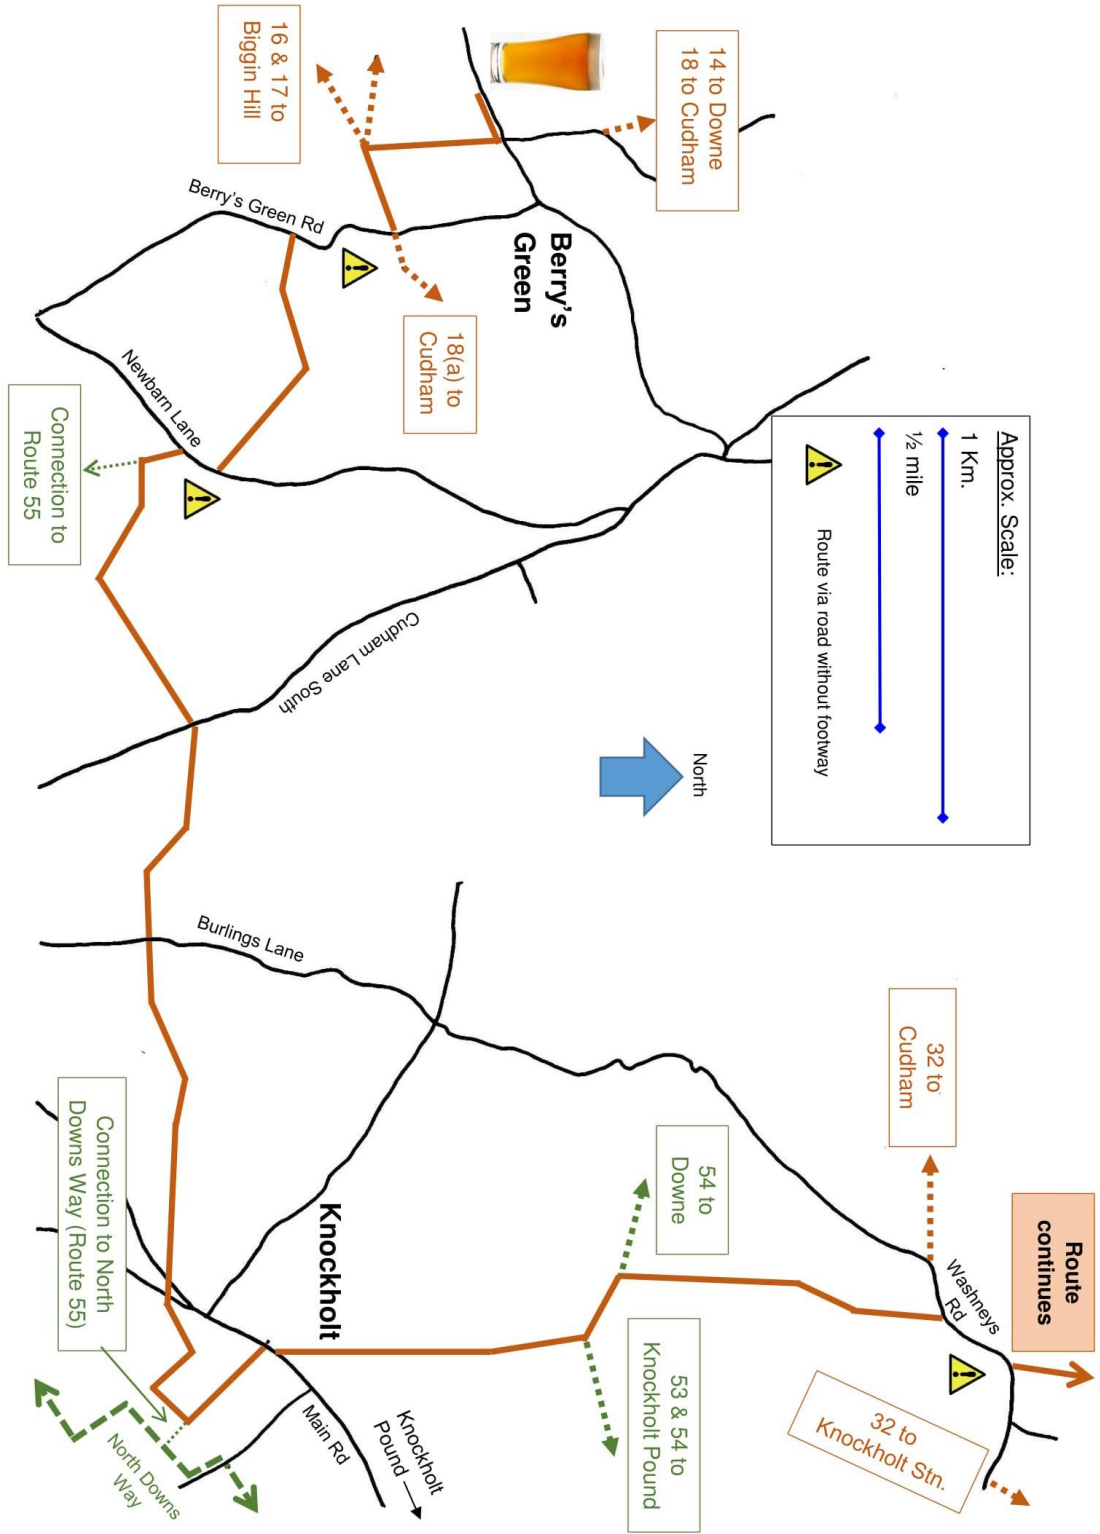 14 to Downe
18 to Cudham
16 & 17 to
Biggin Hill
Berry's Green Rd
Berry's
Green
18(a) to
Cudham
Newbarn Lane
Connection to
Route 55
Cudham Lane South
Approx. Scale:
1 Km.
½ mile
Route via road without footway
North
Burlings Lane
32 to
Cudham
Route
continues
Washneys
Rd
32 to
Knockholt Stn.
54 to
Downe
53 & 54 to
Knockholt Pound
Knockholt
Main Rd
Knockholt
Pound
Connection to North
Downs Way (Route 55)
North Downs
Way